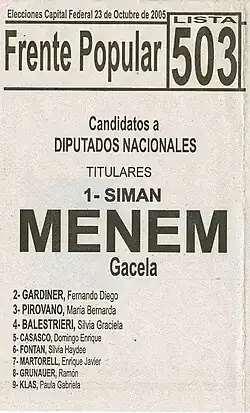 Elecciones Capital Federal 23 de Octubre de 2005
LISTA
Frente Popular 503
Candidatos a
DIPUTADOS NACIONALES
TITULARES
1- SIMAN
MENEM
Gacela
2- GARDINER, Fernando Diego
3- PIROVANO, María Bernarda
4- BALESTRIERI, Silvia Graciela
5- CASASCO, Domingo Enrique
6- FONTAN, Silvia Haydee
7- MARTORELL, Enrique Javier
8- GRUNAUER, Ramón
9- KLAS, Paula Gabriela